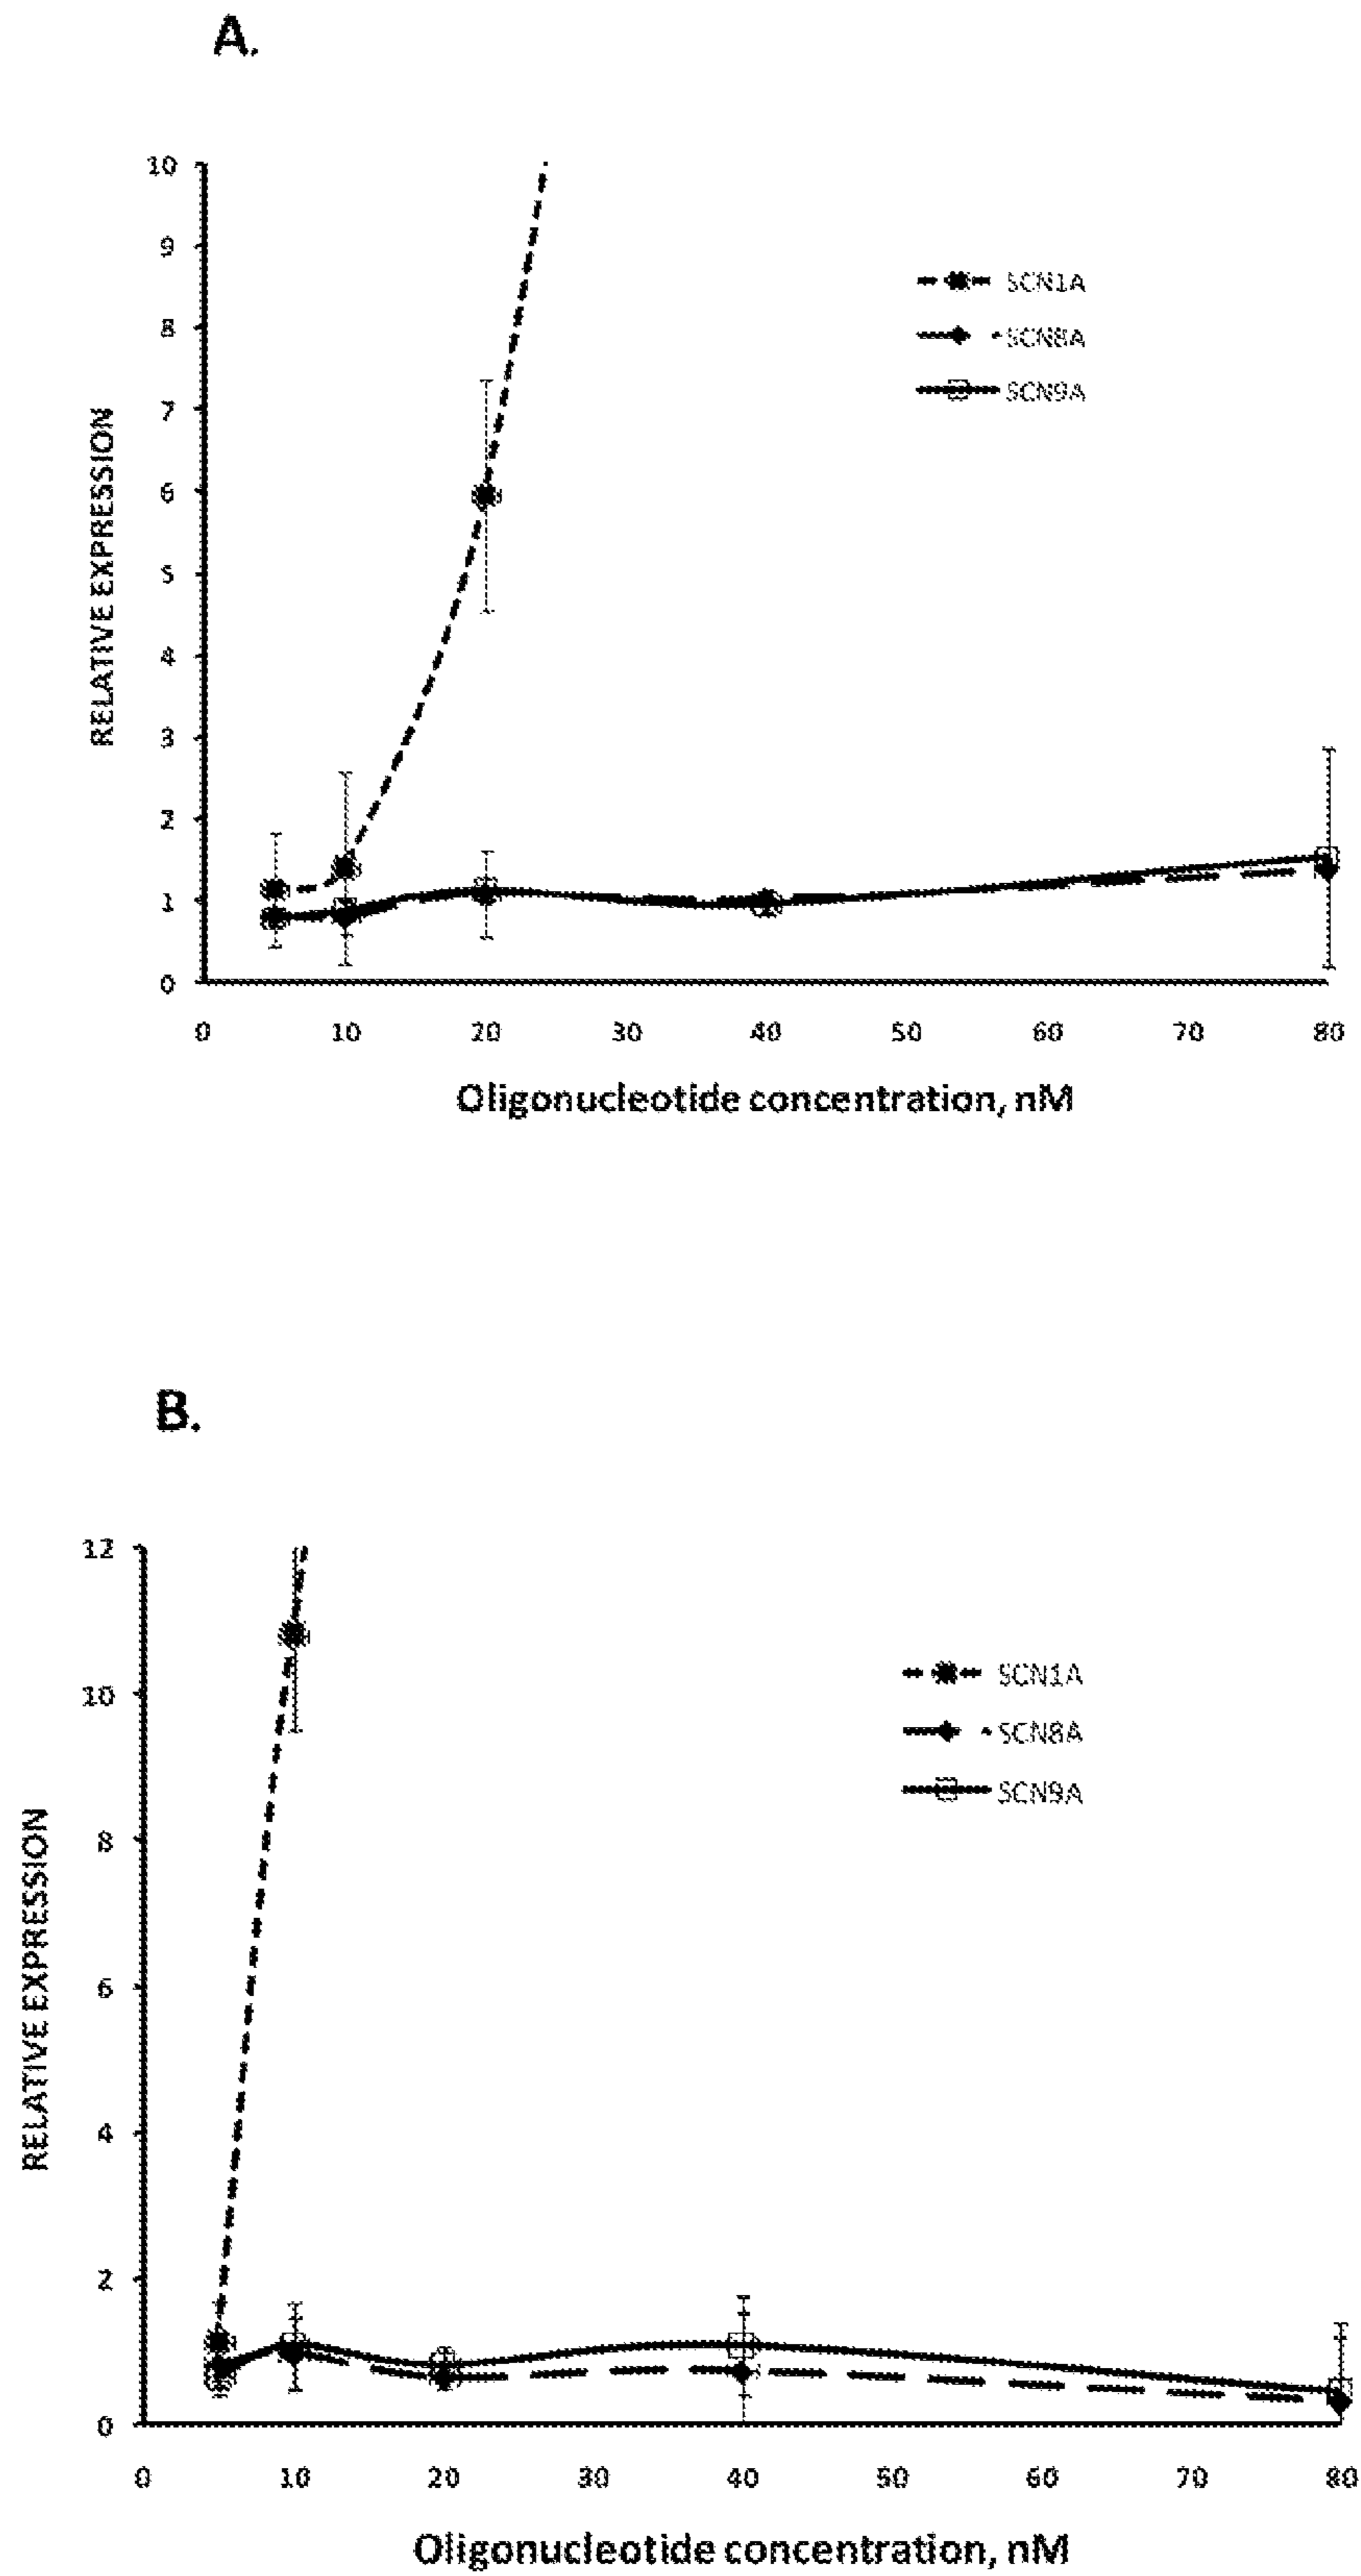 A.
10
9
8
7
6
5
4
3
2
1
0
RELATIVE EXPRESSION
SCN1A
SCN8A
SCN9A
0 10 20 30 40 50 60 70 80
Oligonucleotide concentration, nM
B.
12
10
8
6
4
2
0
RELATIVE EXPRESSION
SCN1A
SCN8A
SCN9A
0 10 20 30 40 50 60 70 80
Oligonucleotide concentration, nM